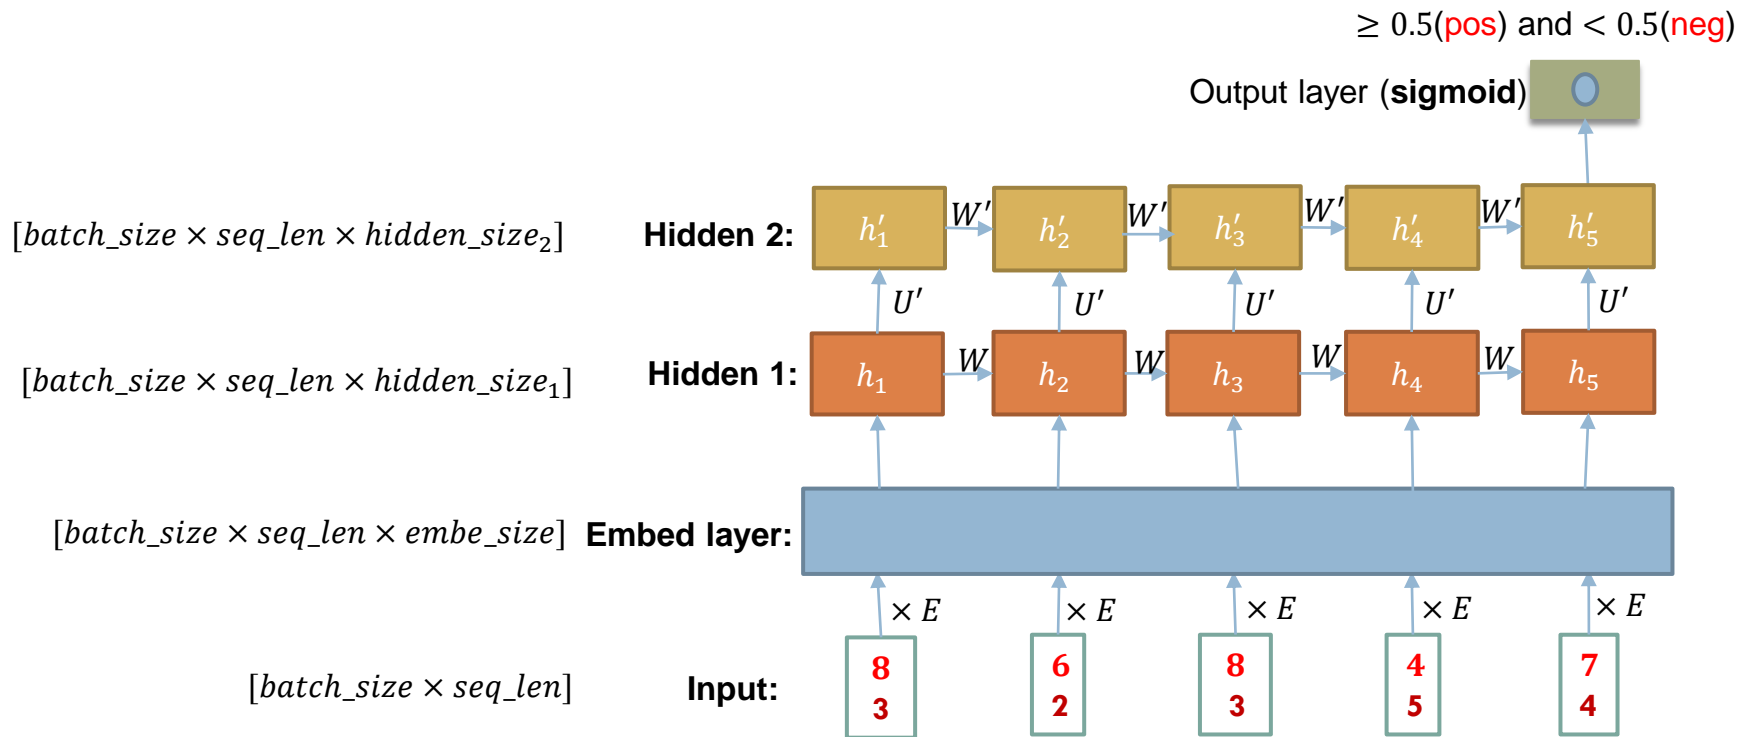 ≥ 0.5(pos) and < 0.5(neg)
Output layer (sigmoid)
[batch_size × seq_len × hidden_size₂] Hidden 2: h′₁ W' h′₂ W' h′₃ W' h′₄ W' h′₅
U′ U′ U′ U′ U′
[batch_size × seq_len × hidden_size₁] Hidden 1: h₁ W h₂ W h₃ W h₄ W h₅
[batch_size × seq_len × embe_size] Embed layer:
× E × E × E × E × E
[batch_size × seq_len] Input:
8 6 8 4 7
3 2 3 5 4